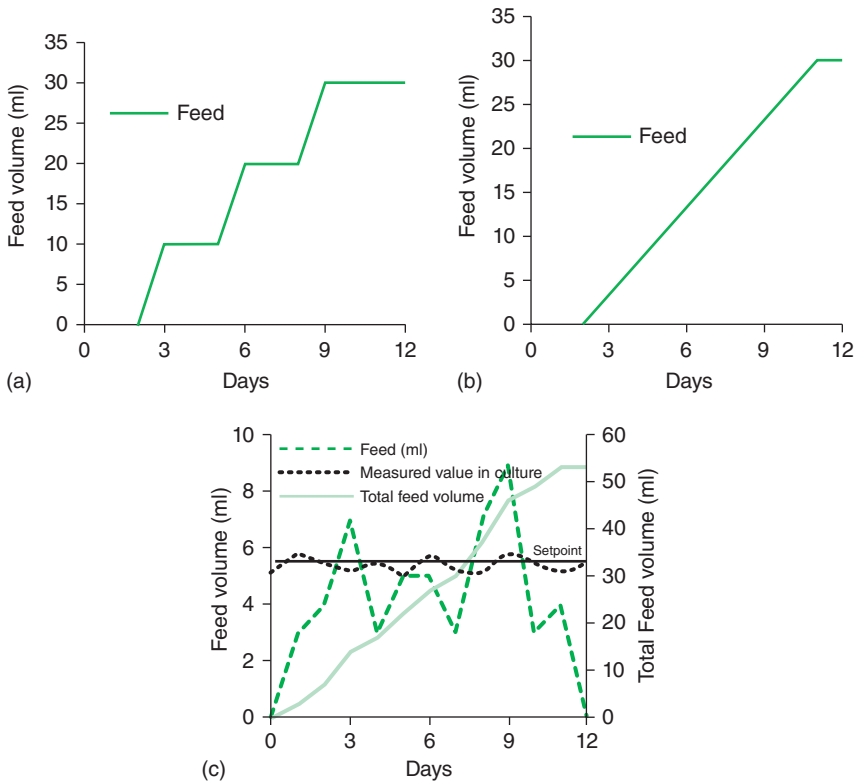 35
30
25
20
15
10
5
0
Feed volume (ml)
Feed
0 3 6 9 12
Days
(a)
35
30
25
20
15
10
5
0
Feed volume (ml)
Feed
0 3 6 9 12
Days
(b)
10
8
6
4
2
0
Feed volume (ml)
Feed (ml)
Measured value in culture
Total feed volume
Setpoint
60
50
40
30
20
10
0
Total Feed volume (ml)
0 3 6 9 12
Days
(c)